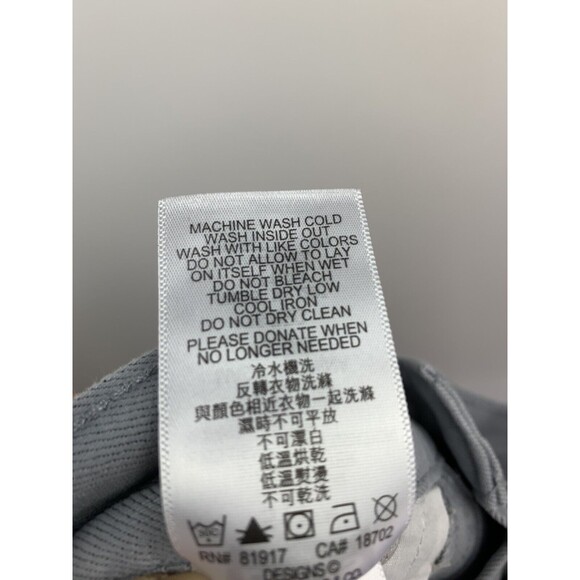 MACHINE WASH COLD
WASH INSIDE OUT
WASH WITH LIKE COLORS
DO NOT ALLOW TO LAY
ON ITSELF WHEN WET
DO NOT BLEACH
TUMBLE DRY LOW
COOL IRON
DO NOT DRY CLEAN
PLEASE DONATE WHEN
NO LONGER NEEDED
冷水機洗
反轉衣物洗滌
與顏色相近衣物一起洗滌
濕時不可平放
不可漂白
低溫烘乾
低溫熨燙
不可乾洗
RN# 81917 CA# 18702
DESIGNS ©